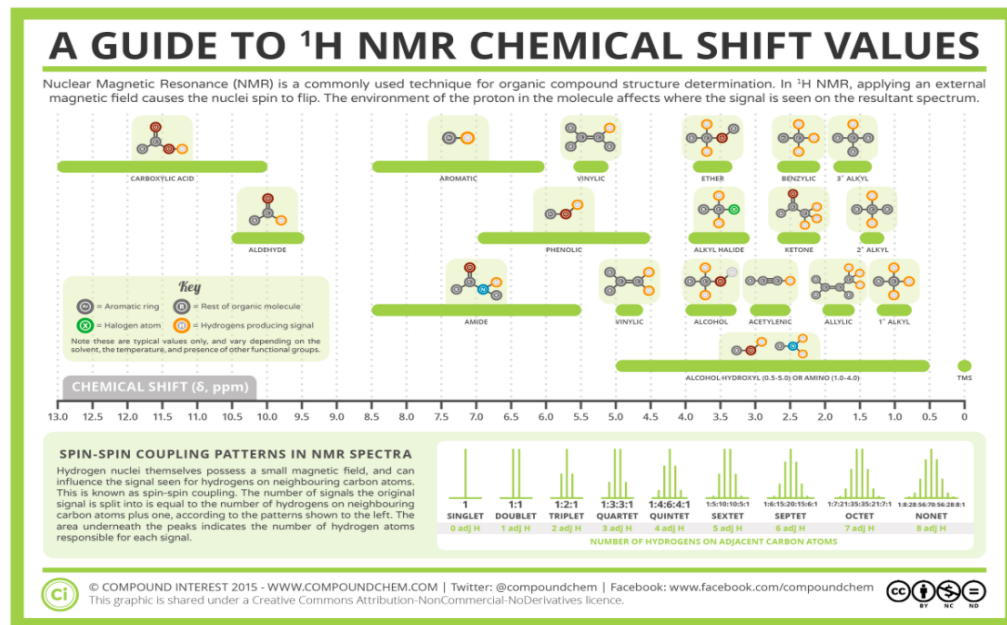 A GUIDE TO ¹H NMR CHEMICAL SHIFT VALUES
Nuclear Magnetic Resonance (NMR) is a commonly used technique for organic compound structure determination. In ¹H NMR, applying an external
magnetic field causes the nuclei spin to flip. The environment of the proton in the molecule affects where the signal is seen on the resultant spectrum.
CARBOXYLIC ACID
AROMATIC
VINYLIC
ETHER
BENZYLIC
3° ALKYL
ALDEHYDE
PHENOLIC
ALKYL HALIDE
KETONE
2° ALKYL
Key
= Aromatic ring
= Rest of organic molecule
= Halogen atom
= Hydrogens producing signal
Note these are typical values only, and vary depending on the
solvent, the temperature, and presence of other functional groups.
AMIDE
VINYLIC
ALCOHOL
ACETYLENIC
ALLYLIC
1° ALKYL
ALCOHOL HYDROXYL (0.5-5.0) OR AMINO (1.0-4.0)
TMS
CHEMICAL SHIFT (δ, ppm)
13.0 12.5 12.0 11.5 11.0 10.5 10.0 9.5 9.0 8.5 8.0 7.5 7.0 6.5 6.0 5.5 5.0 4.5 4.0 3.5 3.0 2.5 2.0 1.5 1.0 0.5 0
SPIN-SPIN COUPLING PATTERNS IN NMR SPECTRA
Hydrogen nuclei themselves possess a small magnetic field, and can
influence the signal seen for hydrogens on neighbouring carbon atoms.
This is known as spin-spin coupling. The number of signals the original
signal is split into is equal to the number of hydrogens on neighbouring
carbon atoms plus one, according to the patterns shown to the left. The
area underneath the peaks indicates the number of hydrogen atoms
responsible for each signal.
1 1:1 1:2:1 1:3:3:1 1:4:6:4:1 1:5:10:10:5:1 1:6:15:20:15:6:1 1:7:21:35:35:21:7:1 1:8:28:56:70:56:28:8:1
SINGLET DOUBLET TRIPLET QUARTET QUINTET SEXTET SEPTET OCTET NONET
0 adj H 1 adj H 2 adj H 3 adj H 4 adj H 5 adj H 6 adj H 7 adj H 8 adj H
NUMBER OF HYDROGENS ON ADJACENT CARBON ATOMS
Ci
© COMPOUND INTEREST 2015 - WWW.COMPOUNDCHEM.COM | Twitter: @compoundchem | Facebook: www.facebook.com/compoundchem
This graphic is shared under a Creative Commons Attribution-NonCommercial-NoDerivatives licence.
cc
BY NC ND